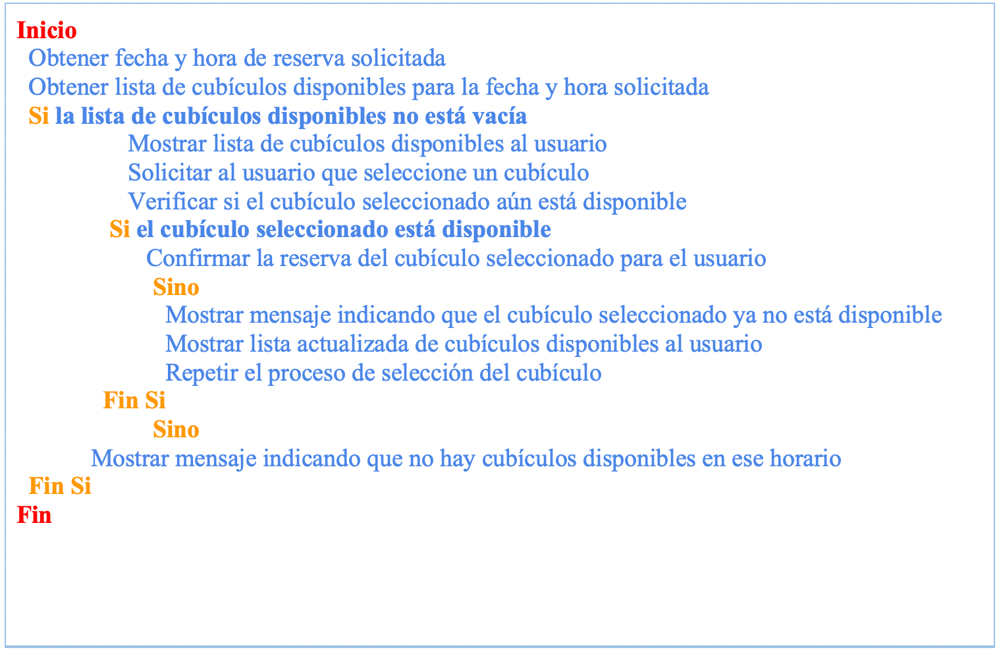 Inicio
Obtener fecha y hora de reserva solicitada
Obtener lista de cubículos disponibles para la fecha y hora solicitada
Si la lista de cubículos disponibles no está vacía
Mostrar lista de cubículos disponibles al usuario
Solicitar al usuario que seleccione un cubículo
Verificar si el cubículo seleccionado aún está disponible
Si el cubículo seleccionado está disponible
Confirmar la reserva del cubículo seleccionado para el usuario
Sino
Mostrar mensaje indicando que el cubículo seleccionado ya no está disponible
Mostrar lista actualizada de cubículos disponibles al usuario
Repetir el proceso de selección del cubículo
Fin Si
Sino
Mostrar mensaje indicando que no hay cubículos disponibles en ese horario
Fin Si
Fin